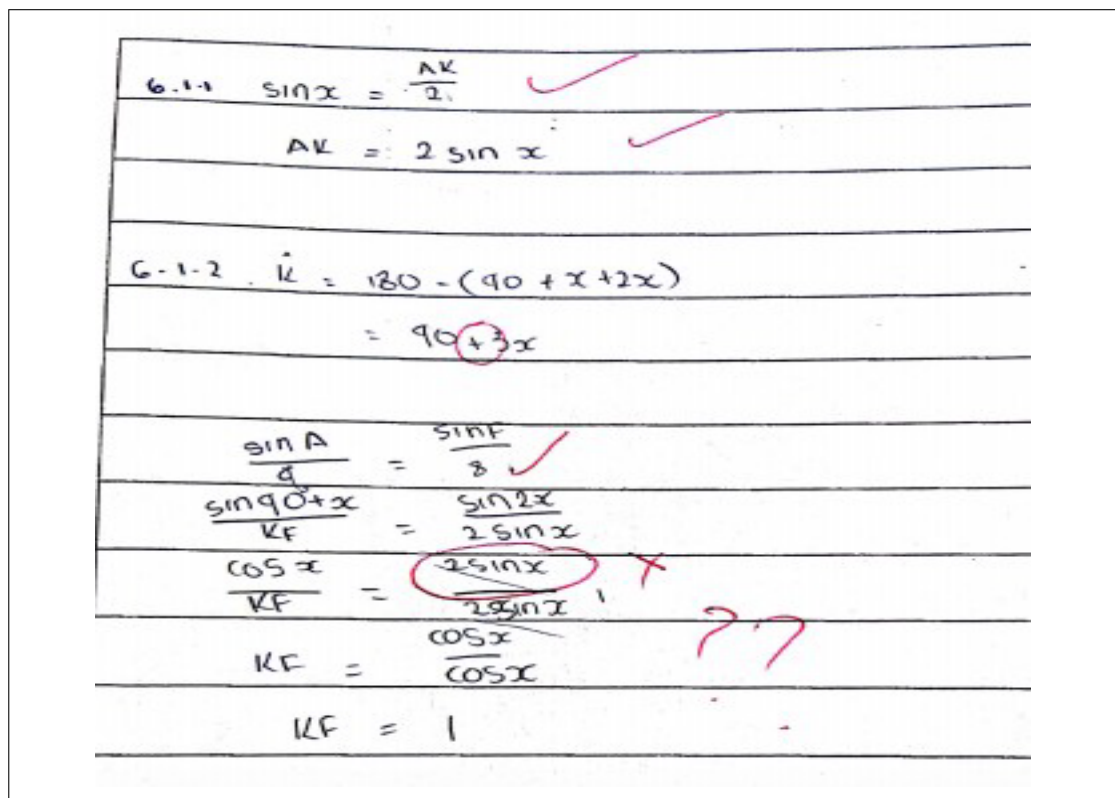 6.1.1 sinx = AK/2
AK = 2 sin x
6.1.2. K̂ = 180 - (90 + x + 2x)
= 90 + 3x
sin A/a = sin F/8
sin 90+x/KF = sin 2x/2 sin x
cos x/KF = 2 sin x/2 sin x
KF = cos x/cos x
??
KF = 1